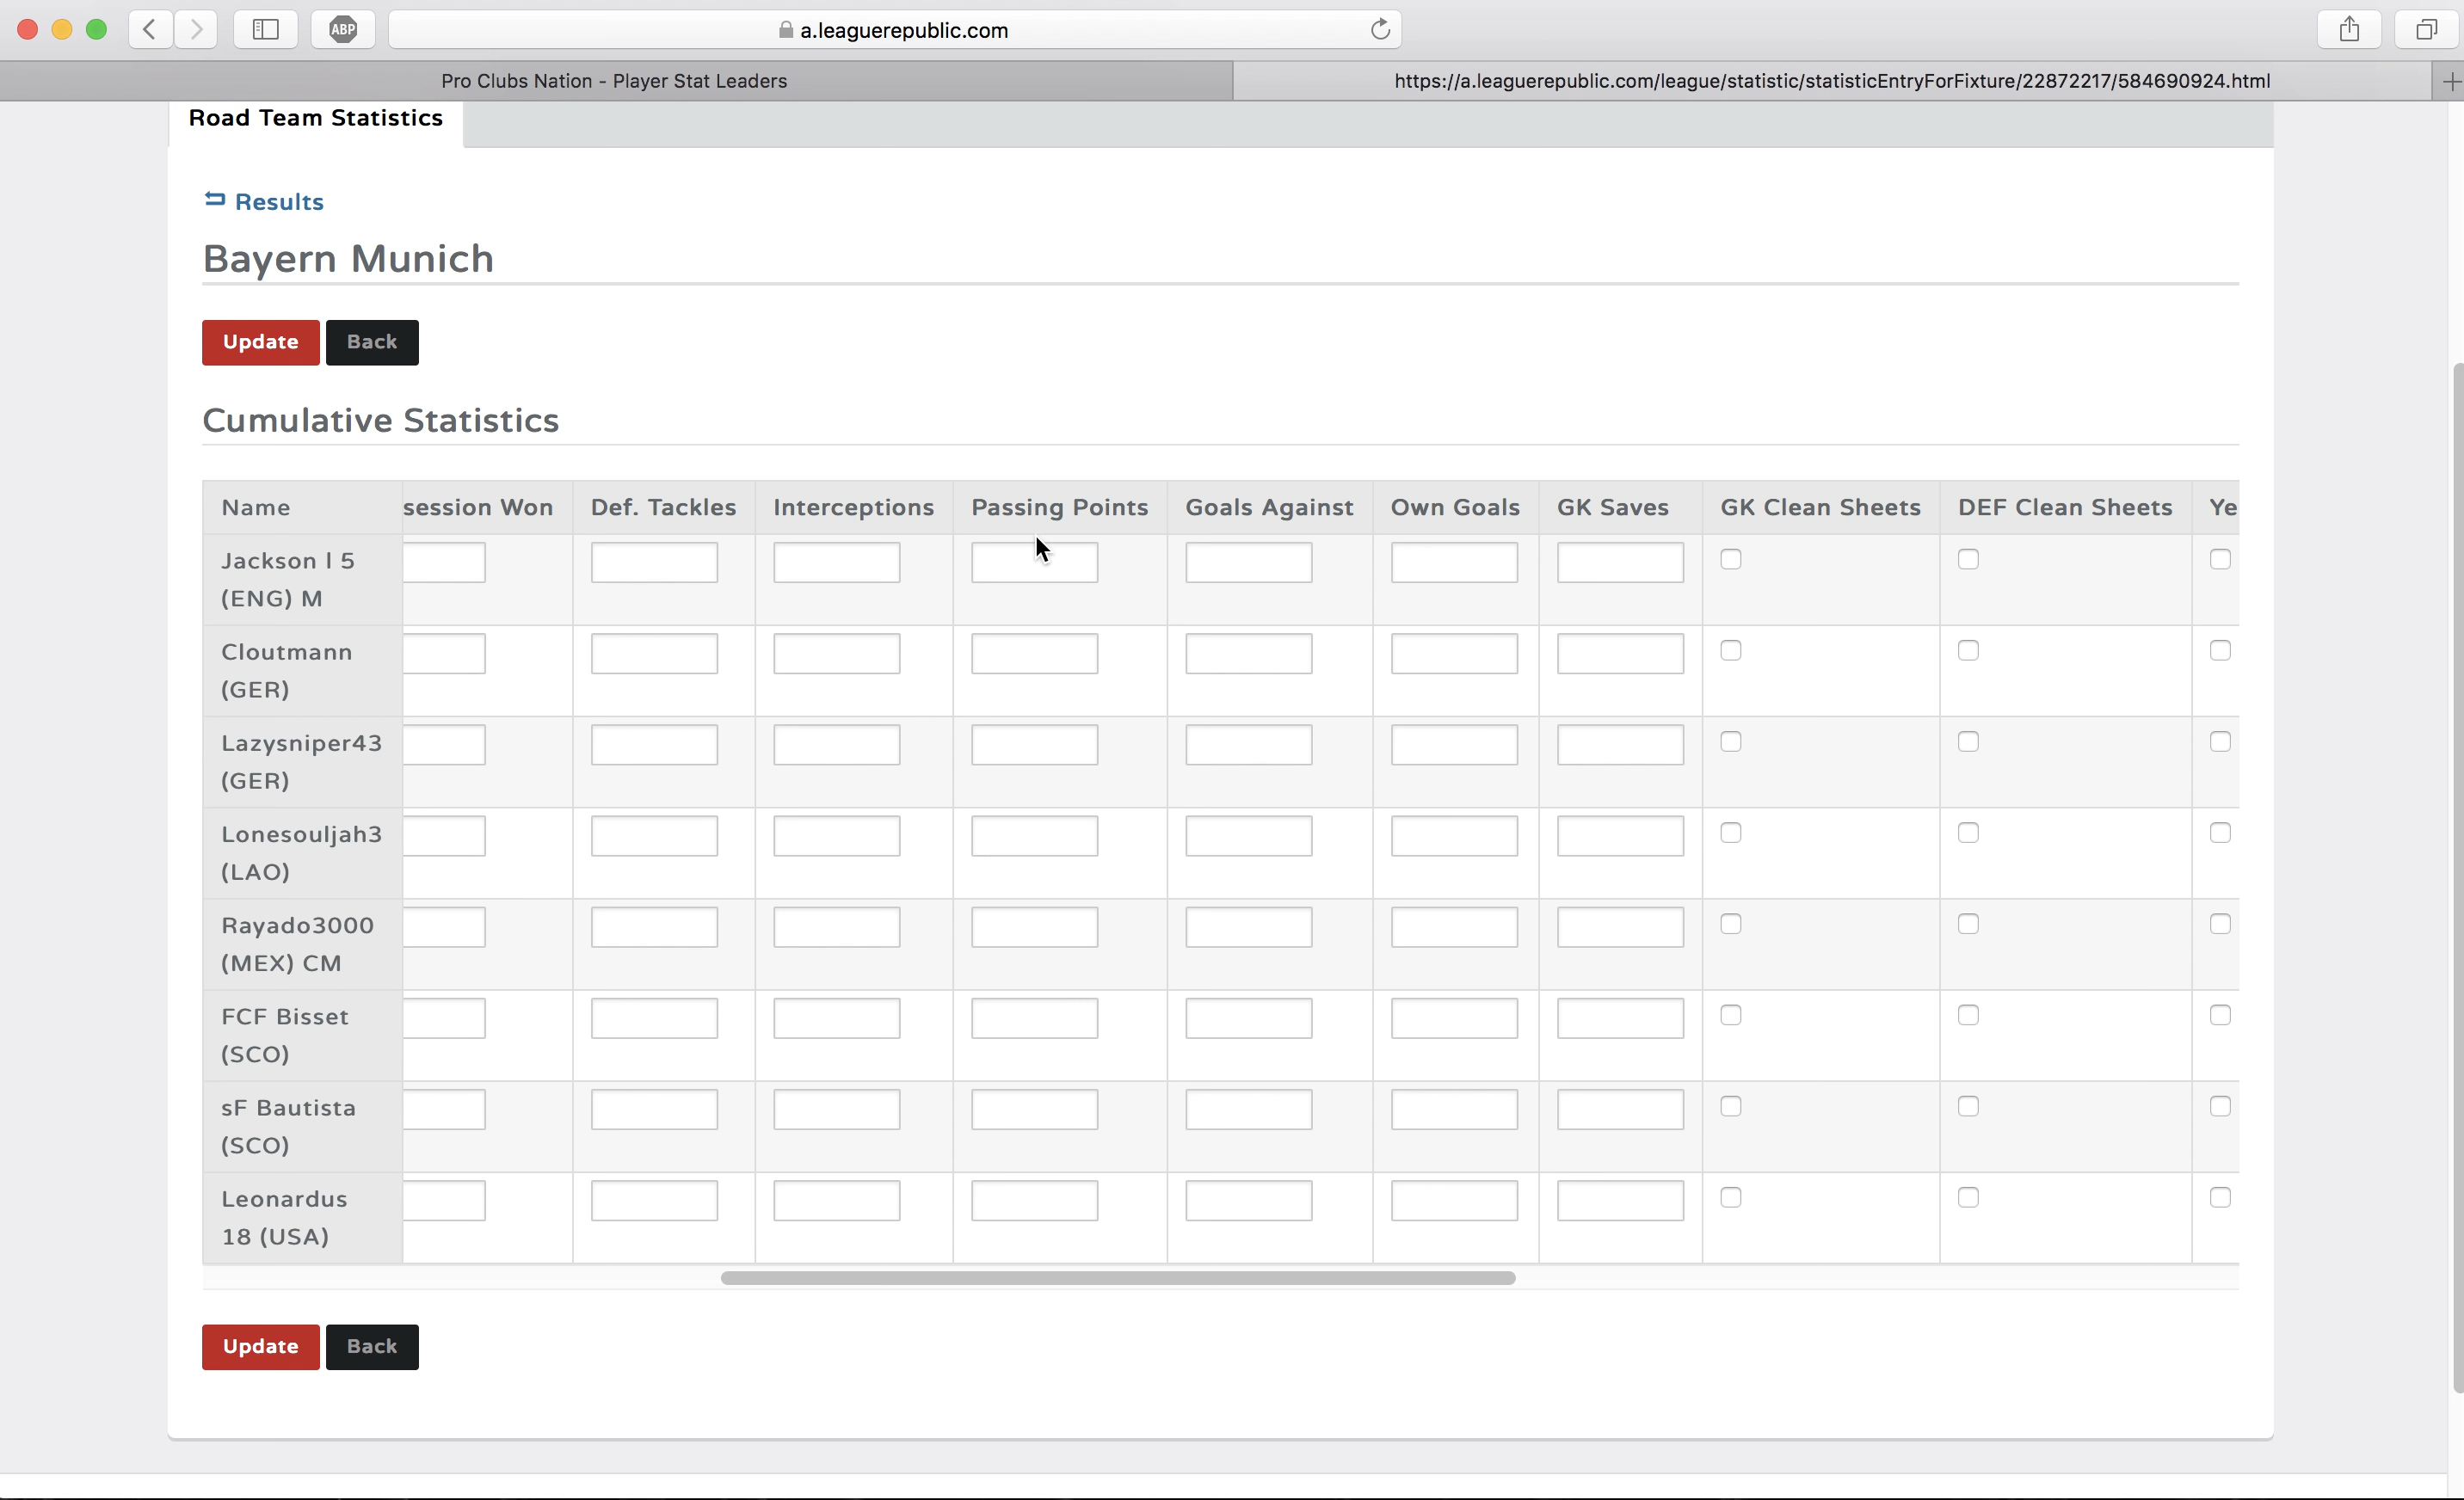 ABP
a.leaguerepublic.com
Pro Clubs Nation - Player Stat Leaders
https://a.leaguerepublic.com/league/statistic/statisticEntryForFixture/22872217/584690924.html
Road Team Statistics
Results
Bayern Munich
Update Back
Cumulative Statistics
Name session Won Def. Tackles Interceptions Passing Points Goals Against Own Goals GK Saves GK Clean Sheets DEF Clean Sheets Ye
Jackson l 5
(ENG) M
Cloutmann
(GER)
Lazysniper43
(GER)
Lonesouljah3
(LAO)
Rayado3000
(MEX) CM
FCF Bisset
(SCO)
sF Bautista
(SCO)
Leonardus
18 (USA)
Update Back